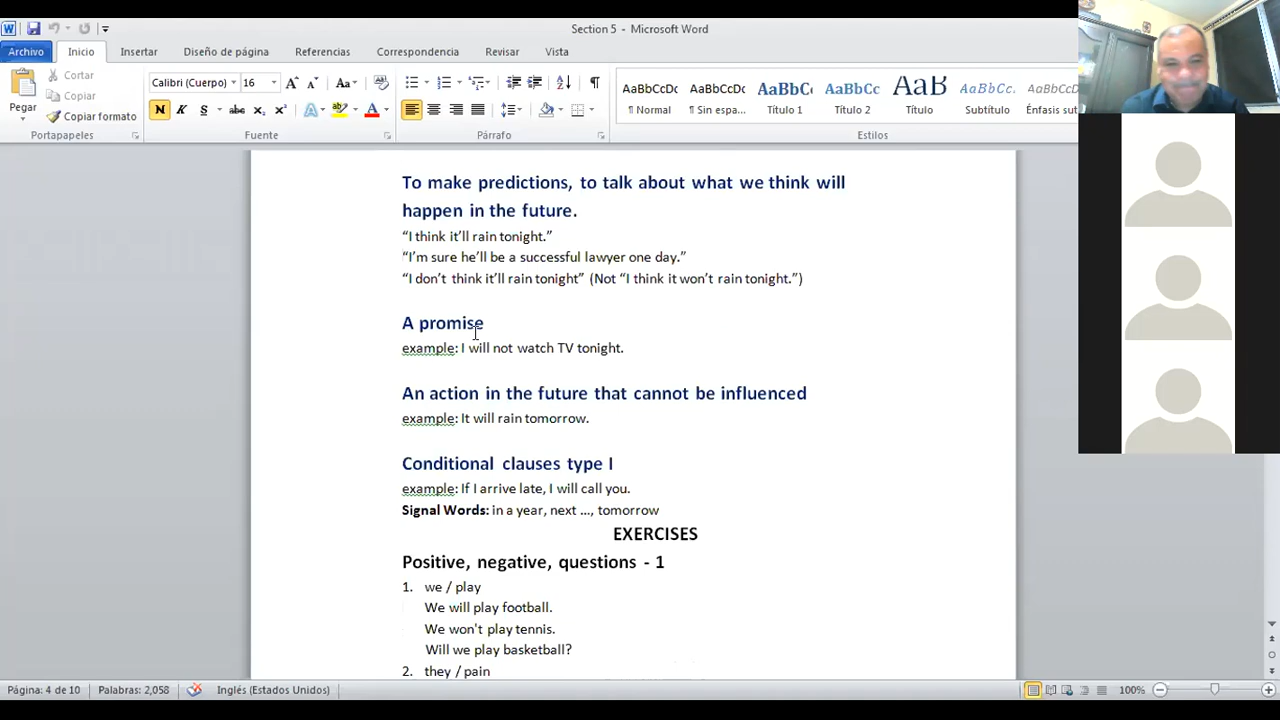 Section 5 - Microsoft Word
Archivo Inicio Insertar Diseño de página Referencias Correspondencia Revisar Vista
Pegar
Cortar
Copiar
Copiar formato
Portapapeles
Calibri (Cuerpo) 16
N K S abc x₂ x²
Fuente
Párrafo
AaBbCcDc AaBbCcDc AaBbCc AaBbCc AaB AaBbCc. AaBbCcDc
¶ Normal ¶ Sin espa... Título 1 Título 2 Título Subtítulo Énfasis sut
Estilos
To make predictions, to talk about what we think will
happen in the future.
“I think it’ll rain tonight.”
“I’m sure he’ll be a successful lawyer one day.”
“I don’t think it’ll rain tonight” (Not “I think it won’t rain tonight.”)
A promise
example: I will not watch TV tonight.
An action in the future that cannot be influenced
example: It will rain tomorrow.
Conditional clauses type I
example: If I arrive late, I will call you.
Signal Words: in a year, next ..., tomorrow
EXERCISES
Positive, negative, questions - 1
1. we / play
We will play football.
We won't play tennis.
Will we play basketball?
2. they / pain
Página: 4 de 10 Palabras: 2,058 Inglés (Estados Unidos) 100%